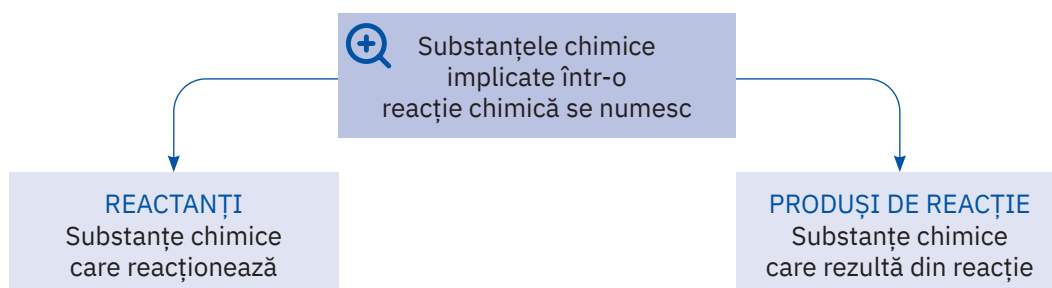 Substanțele chimice
implicate într-o
reacție chimică se numesc
REACTANȚI
Substanțe chimice
care reacționează
PRODUȘI DE REACȚIE
Substanțe chimice
care rezultă din reacție